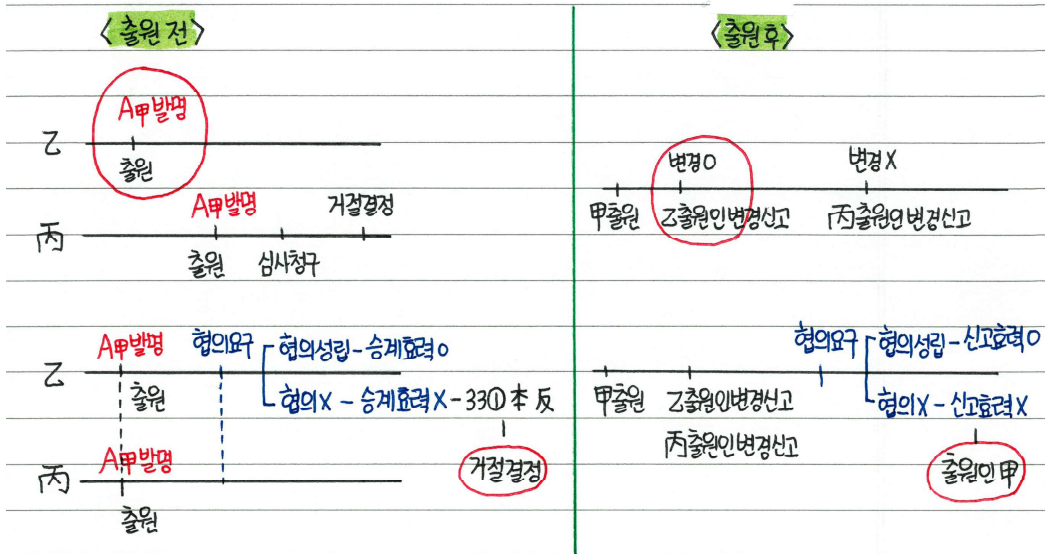 <출원 전>
A甲발명
乙
출원
A甲발명 거절결정
丙
출원 심사청구
A甲발명 협의요구 협의성립-승계효력O
乙
출원 협의X-승계효력X-33①本反
A甲발명 거절결정
丙
출원
<출원 후>
변경O 변경X
甲출원 乙출원인변경신고 丙출원인변경신고
협의요구 협의성립-신고효력O
甲출원 乙출원인변경신고 협의X-신고효력X
丙출원인변경신고
출원인 甲